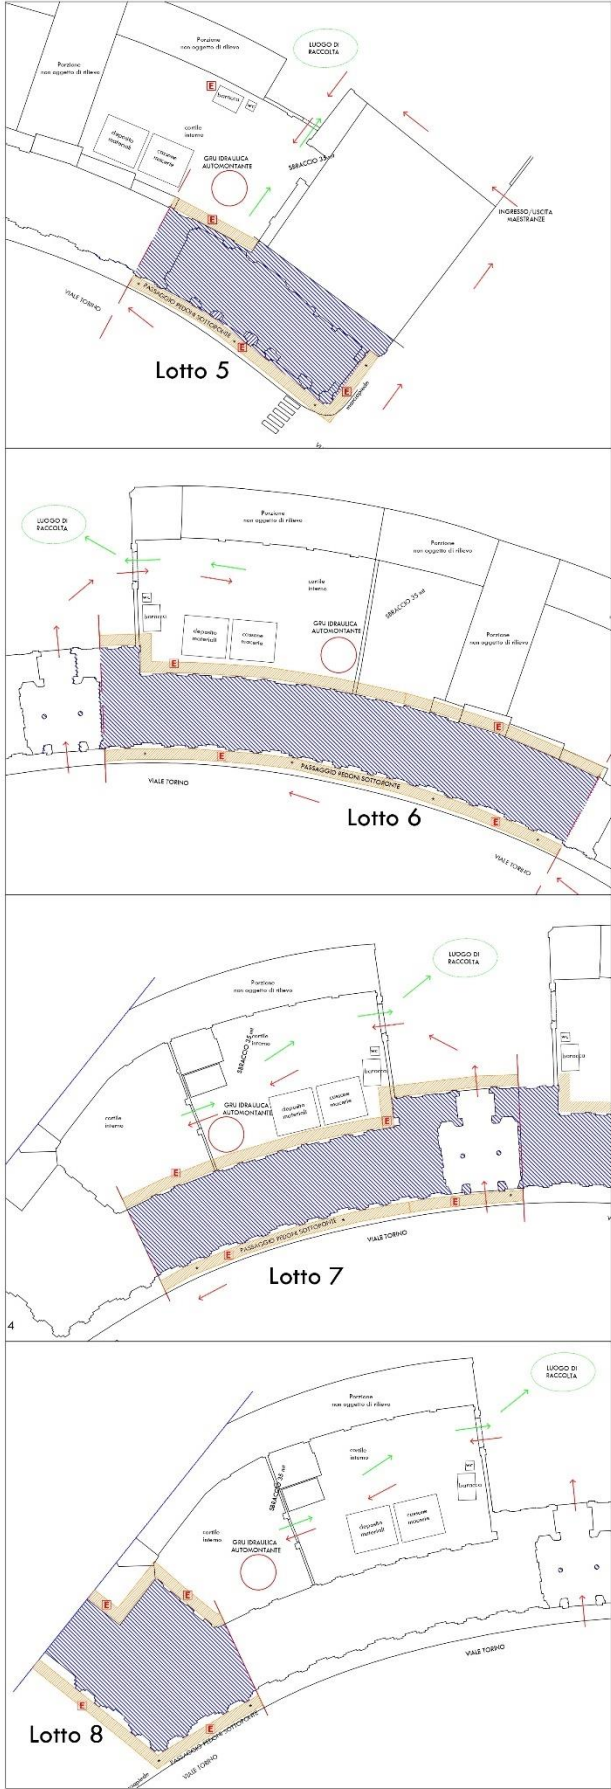 LUOGO DI
RACCOLTA
Porzione
non oggetto di rilievo
Porzione
non oggetto di rilievo
E
baracca
wc
cortile
interno
deposito
materiali
cassone
macerie
GRU IDRAULICA
AUTOMONTANTE
SBRACCIO 35 ml
INGRESSO/USCITA
MAESTRANZE
E
VIALE TORINO
PASSAGGIO PEDONI SOTTOPONTE
E
E
marciapiede
Lotto 5
LUOGO DI
RACCOLTA
Porzione
non oggetto di rilievo
Porzione
non oggetto di rilievo
cortile
interno
SBRACCIO 35 ml
wc
baracca
deposito
materiali
cassone
macerie
GRU IDRAULICA
AUTOMONTANTE
Porzione
non oggetto di rilievo
E
E
E
PASSAGGIO PEDONI SOTTOPONTE
VIALE TORINO
E
Lotto 6
VIALE TORINO
LUOGO DI
RACCOLTA
Porzione
non oggetto di rilievo
SBRACCIO 35 ml
cortile
interno
wc
baracca
wc
baracca
GRU IDRAULICA
AUTOMONTANTE
deposito
materiali
cassone
macerie
cortile
interno
E
E
E
E
PASSAGGIO PEDONI SOTTOPONTE
VIALE TORINO
Lotto 7
4
LUOGO DI
RACCOLTA
Porzione
non oggetto di rilievo
cortile
interno
SBRACCIO 35 ml
wc
baracca
deposito
materiali
cassone
macerie
cortile
interno
GRU IDRAULICA
AUTOMONTANTE
E
E
E
E
VIALE TORINO
PASSAGGIO PEDONI SOTTOPONTE
VIALE TORINO
Lotto 8